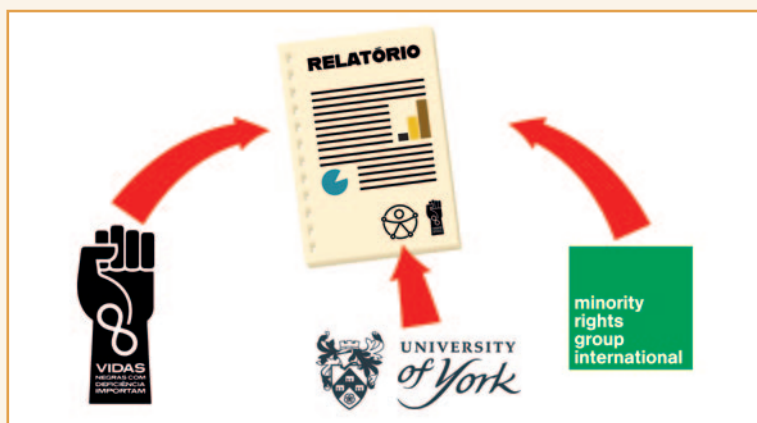 RELATÓRIO
VIDAS
NEGRAS COM
DEFICIÊNCIA
IMPORTAM
UNIVERSITY
of York
minority
rights
group
international